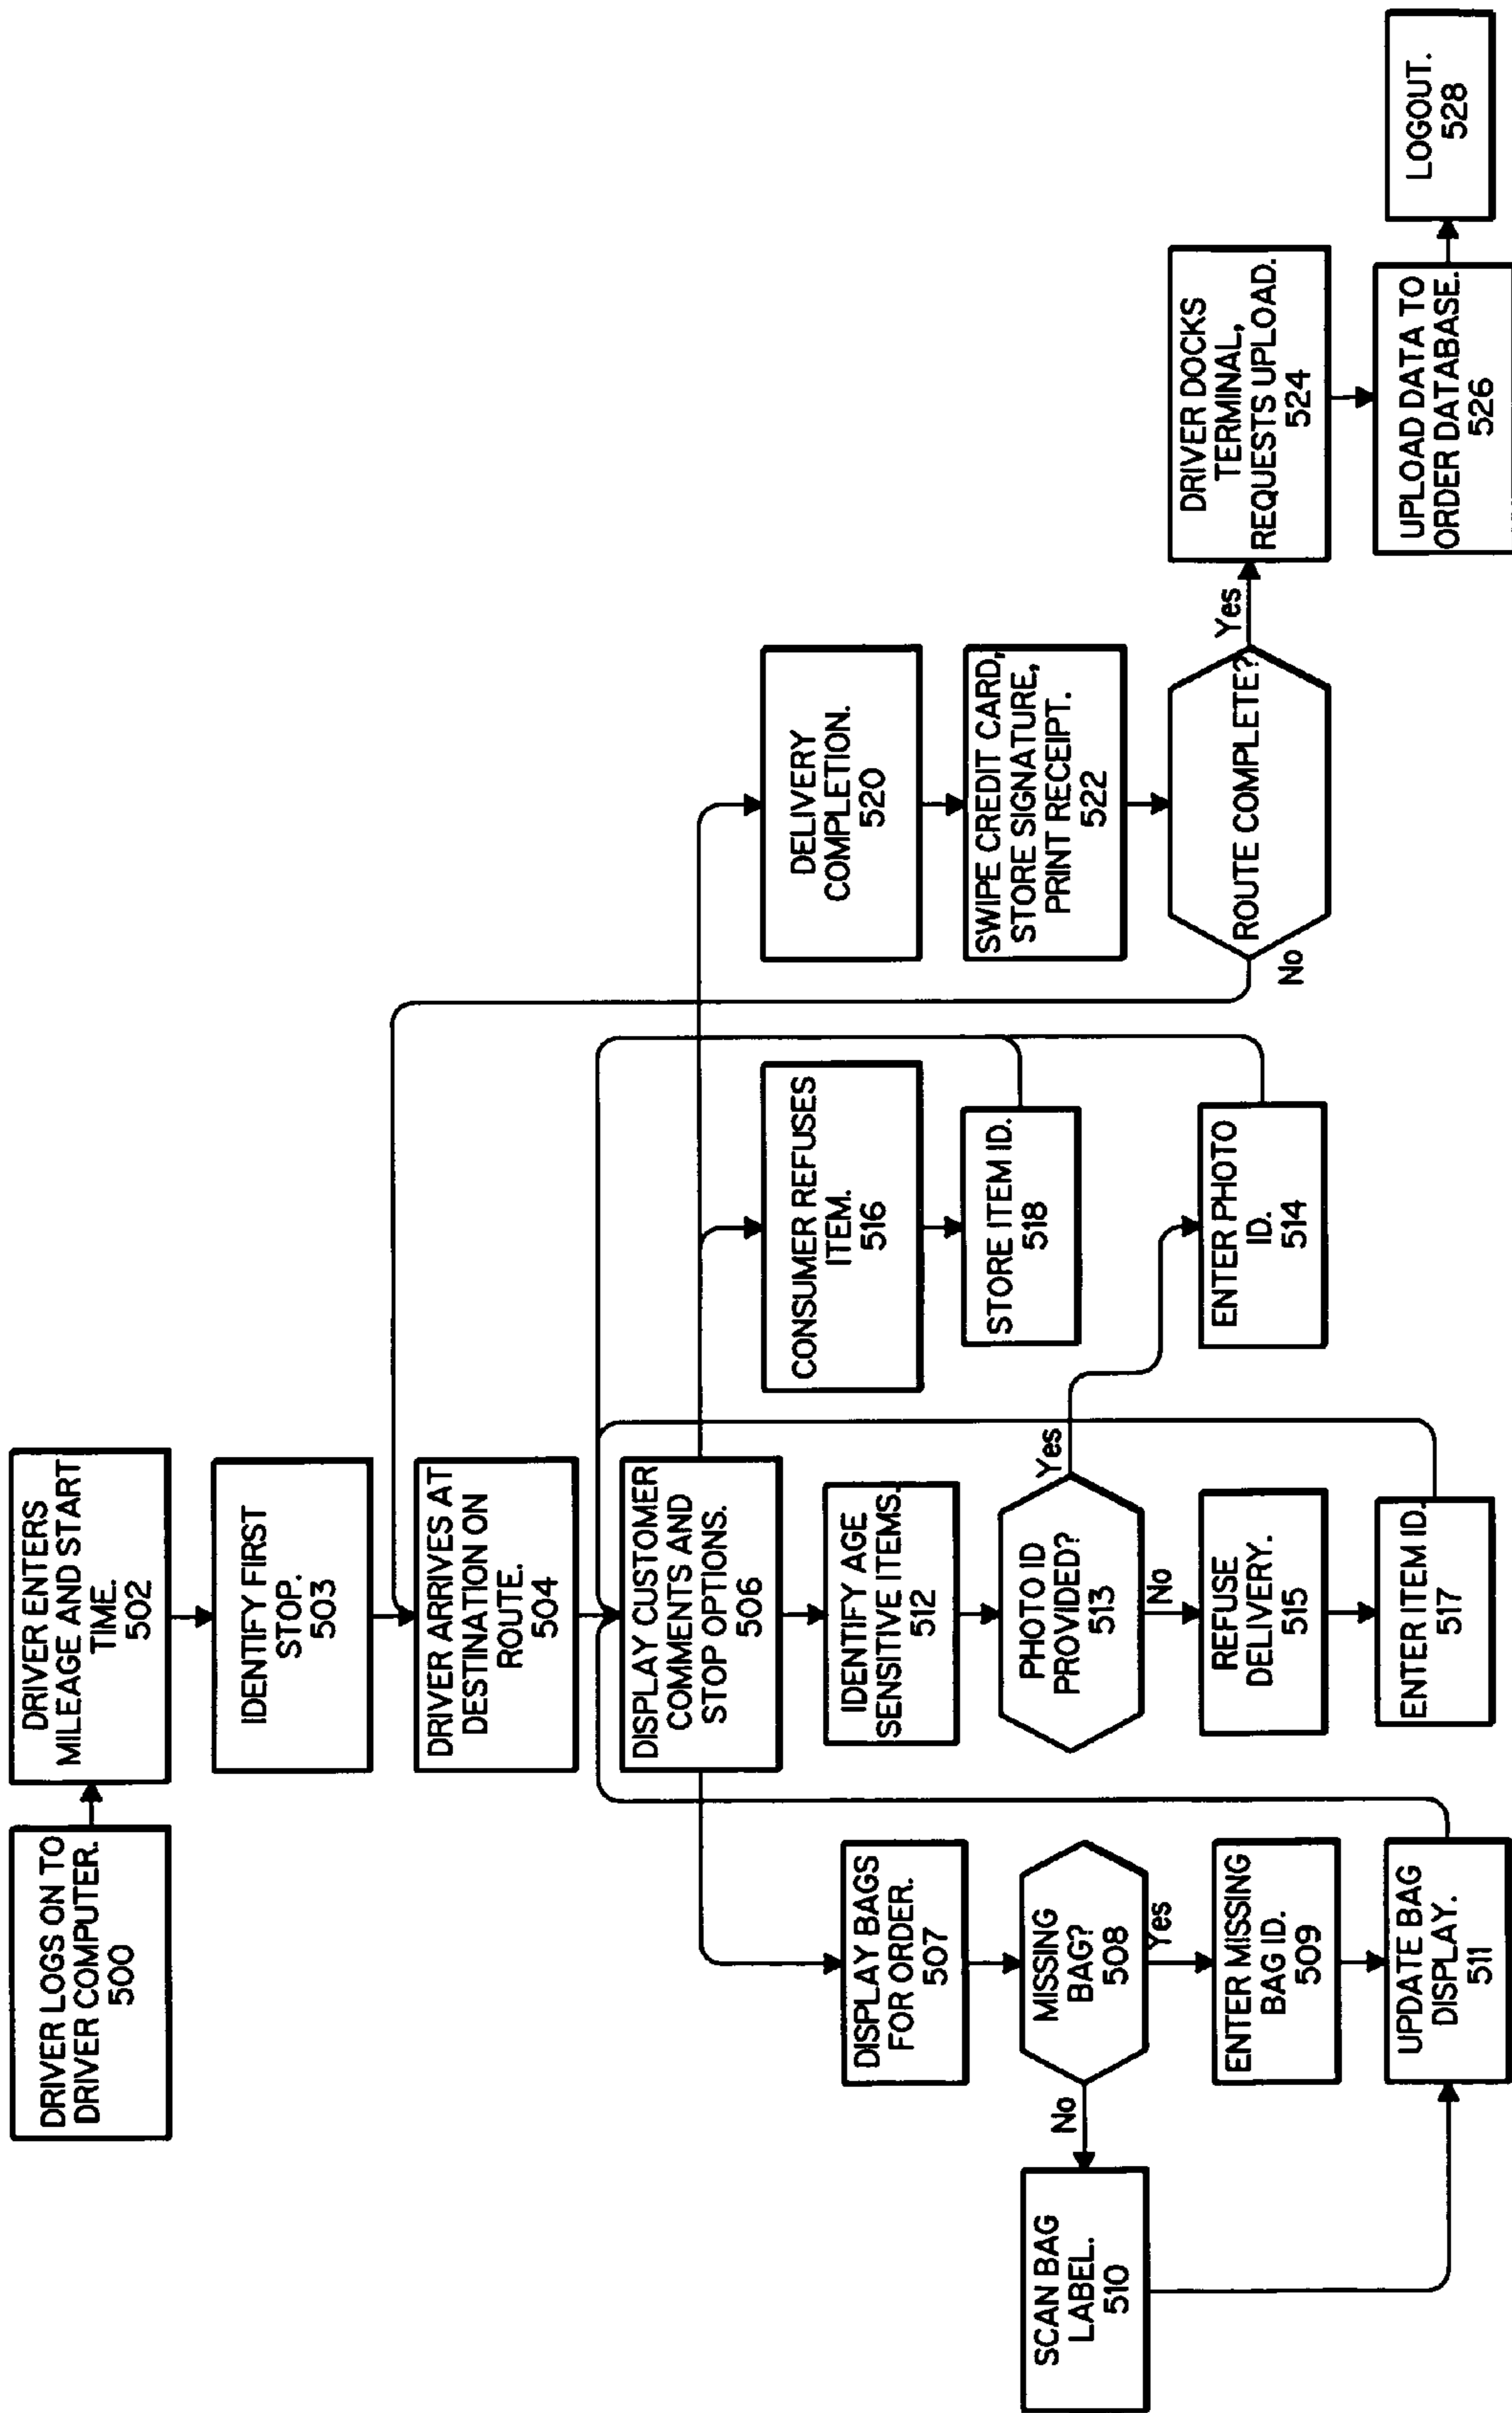 DRIVER LOGS ON TO
DRIVER COMPUTER.
500
DRIVER ENTERS
MILEAGE AND START
TIME.
502
IDENTIFY FIRST
STOP.
503
DRIVER ARRIVES AT
DESTINATION ON
ROUTE.
504
DISPLAY CUSTOMER
COMMENTS AND
STOP OPTIONS.
506
DISPLAY BAGS
FOR ORDER.
507
MISSING
BAG?
508
No
Yes
SCAN BAG
LABEL.
510
ENTER MISSING
BAG ID.
509
UPDATE BAG
DISPLAY.
511
IDENTIFY AGE
SENSITIVE ITEMS.
512
PHOTO ID
PROVIDED?
513
Yes
No
REFUSE
DELIVERY.
515
ENTER ITEM ID.
517
ENTER PHOTO
ID.
514
CONSUMER REFUSES
ITEM.
516
STORE ITEM ID.
518
DELIVERY
COMPLETION.
520
SWIPE CREDIT CARD,
STORE SIGNATURE,
PRINT RECEIPT.
522
ROUTE COMPLETE?
No
Yes
DRIVER DOCKS
TERMINAL,
REQUESTS UPLOAD.
524
UPLOAD DATA TO
ORDER DATABASE.
526
LOGOUT.
528